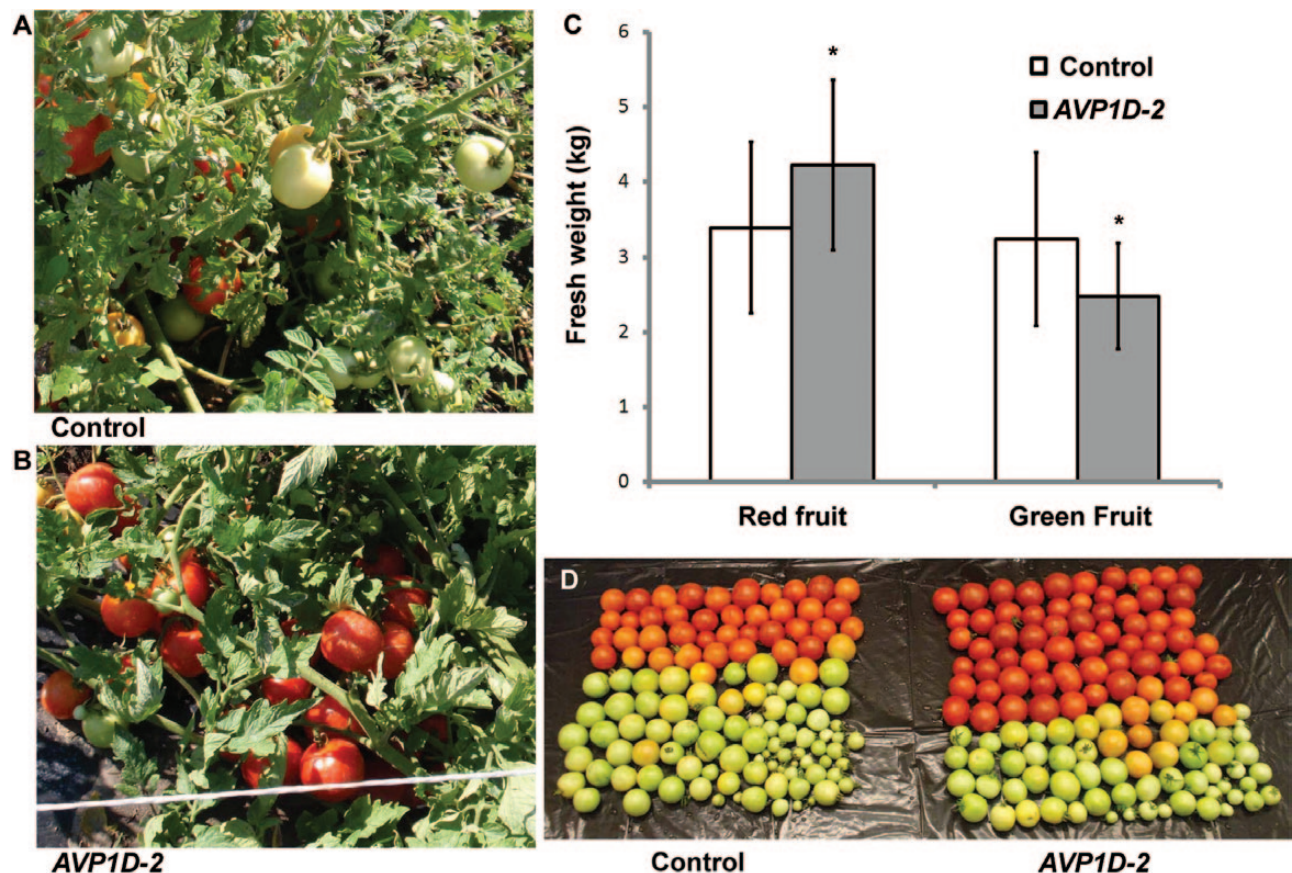 A
Control
B
AVP1D-2
C
Fresh weight (kg)
6
5
4
3
2
1
0
*
*
Control
AVP1D-2
Red fruit
Green Fruit
D
Control
AVP1D-2